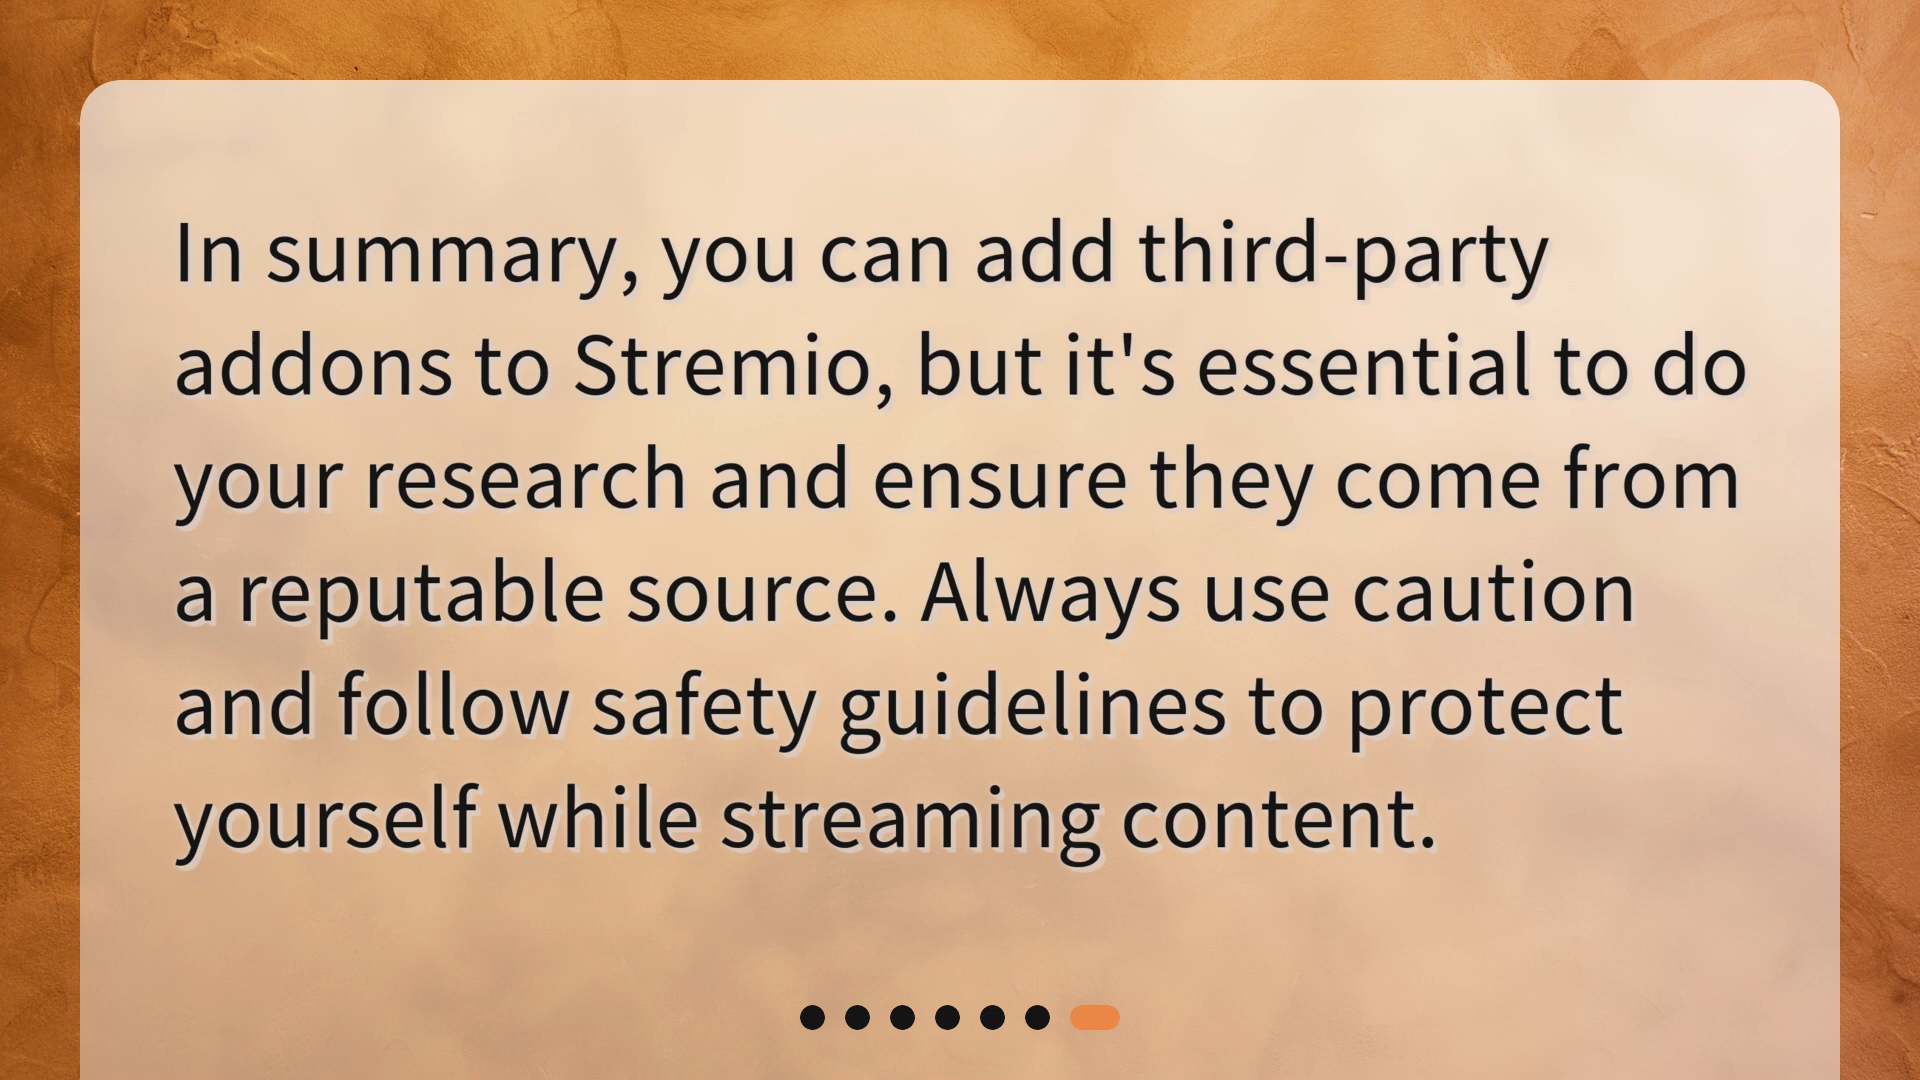 In summary, you can add third-party
addons to Stremio, but it's essential to do
your research and ensure they come from
a reputable source. Always use caution
and follow safety guidelines to protect
yourself while streaming content.